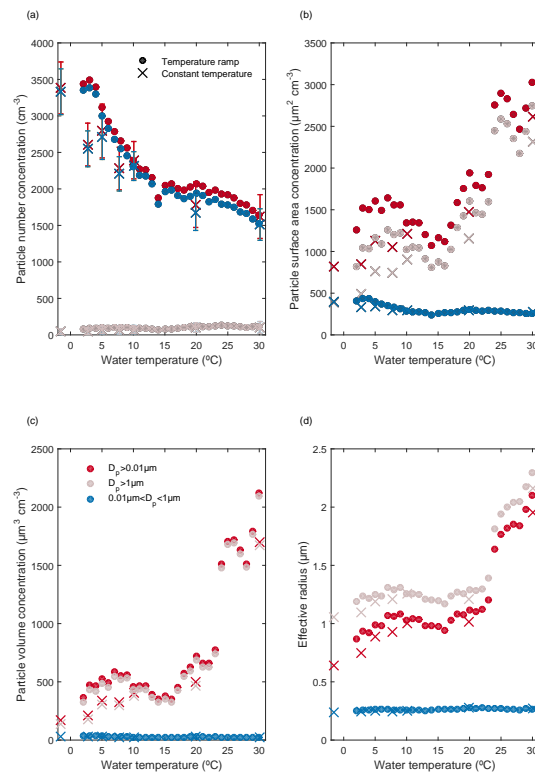 (a)
4000
3500
3000
2500
2000
1500
1000
500
0
Particle number concentration (cm-3)
Temperature ramp
Constant temperature
0 5 10 15 20 25 30
Water temperature (ºC)
(b)
3500
3000
2500
2000
1500
1000
500
0
Particle surface area concentration (µm² cm-3)
0 5 10 15 20 25 30
Water temperature (ºC)
(c)
2500
2000
1500
1000
500
0
Particle volume concentration (µm³ cm-3)
Dₚ>0.01µm
Dₚ>1µm
0.01µm<Dₚ<1µm
0 5 10 15 20 25 30
Water temperature (ºC)
(d)
2.5
2
1.5
1
0.5
0
Effective radius (µm)
0 5 10 15 20 25 30
Water temperature (ºC)